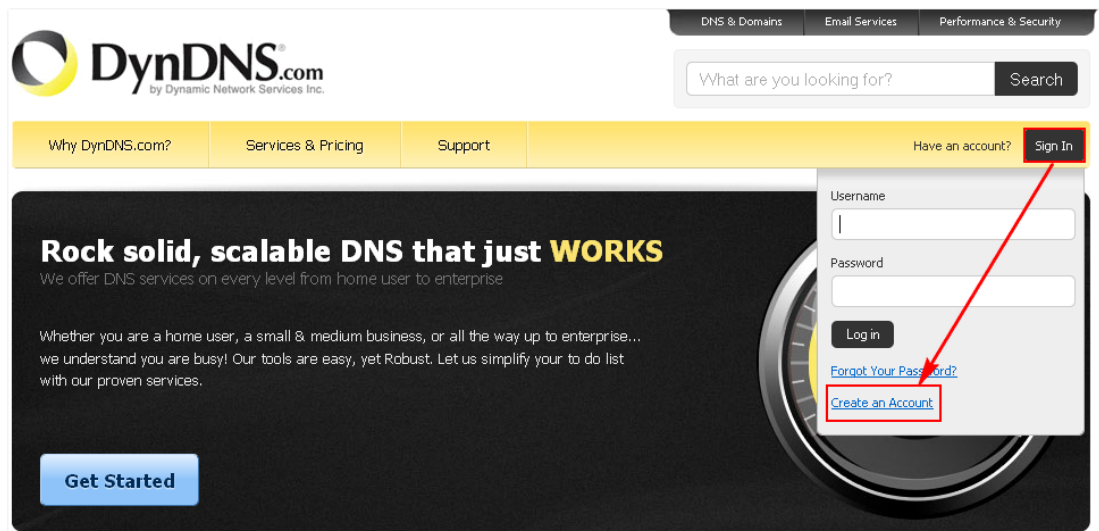 DNS & Domains
Email Services
Performance & Security
DynDNS®.com
by Dynamic Network Services Inc.
What are you looking for?
Search
Why DynDNS.com?
Services & Pricing
Support
Have an account?
Sign In
Username
Password
Log in
Forgot Your Password?
Create an Account
Rock solid, scalable DNS that just WORKS
We offer DNS services on every level from home user to enterprise
Whether you are a home user, a small & medium business, or all the way up to enterprise...
we understand you are busy! Our tools are easy, yet Robust. Let us simplify your to do list
with our proven services.
Get Started